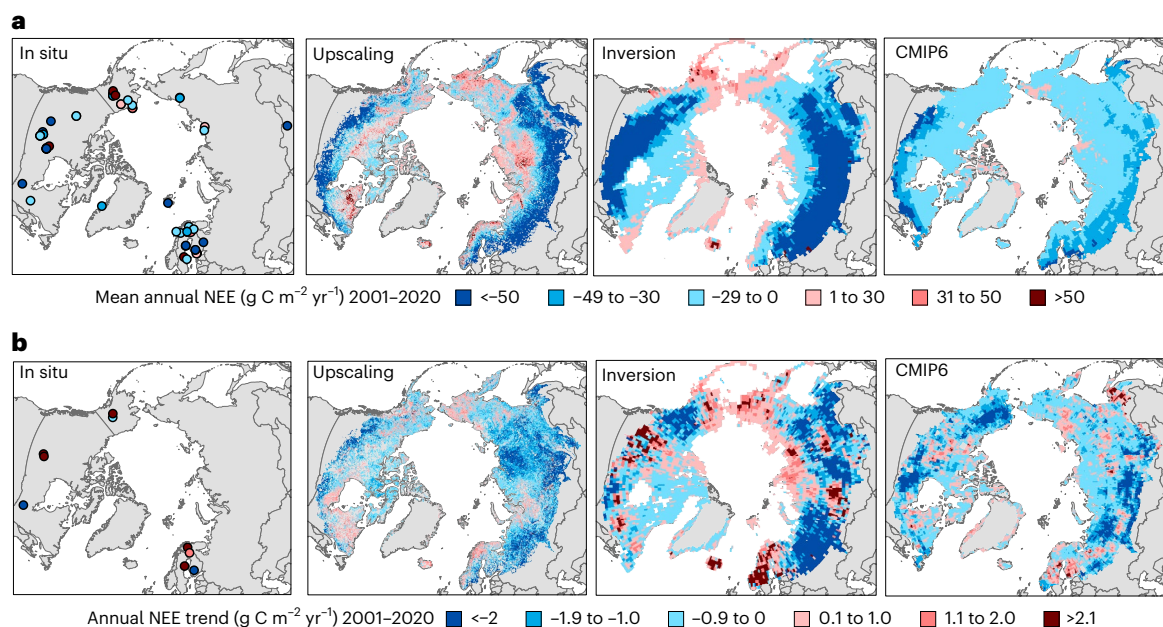 a
In situ
Upscaling
Inversion
CMIP6
Mean annual NEE (g C m⁻² yr⁻¹) 2001–2020 <−50 −49 to −30 −29 to 0 1 to 30 31 to 50 >50
b
In situ
Upscaling
Inversion
CMIP6
Annual NEE trend (g C m⁻² yr⁻¹) 2001–2020 <−2 −1.9 to −1.0 −0.9 to 0 0.1 to 1.0 1.1 to 2.0 >2.1